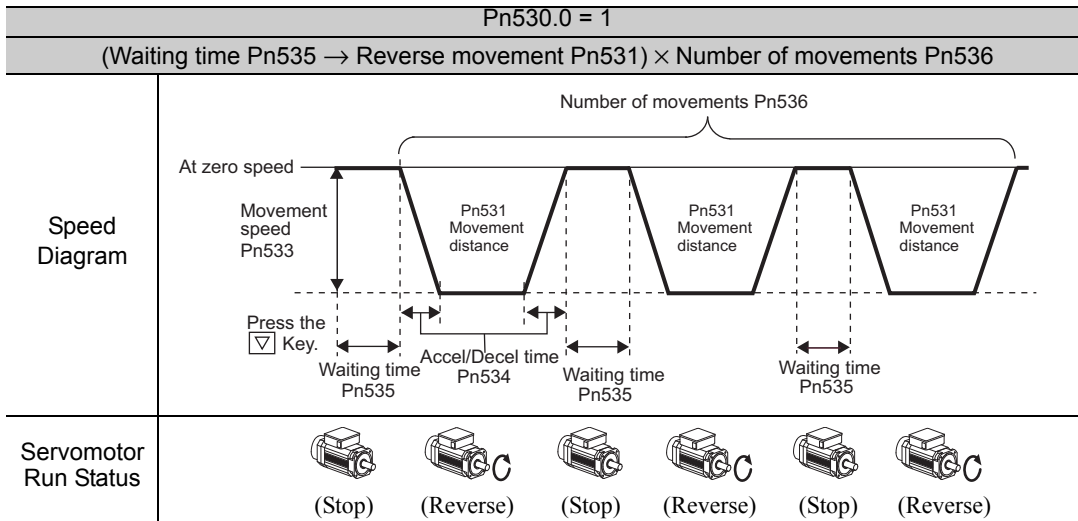 Pn530.0 = 1
(Waiting time Pn535 → Reverse movement Pn531) × Number of movements Pn536
Speed
Diagram
Number of movements Pn536
At zero speed
Movement
speed
Pn533
Pn531
Movement
distance
Pn531
Movement
distance
Pn531
Movement
distance
Press the
▽ Key.
Waiting time
Pn535
Accel/Decel time
Pn534
Waiting time
Pn535
Waiting time
Pn535
Servomotor
Run Status
(Stop) (Reverse) (Stop) (Reverse) (Stop) (Reverse)